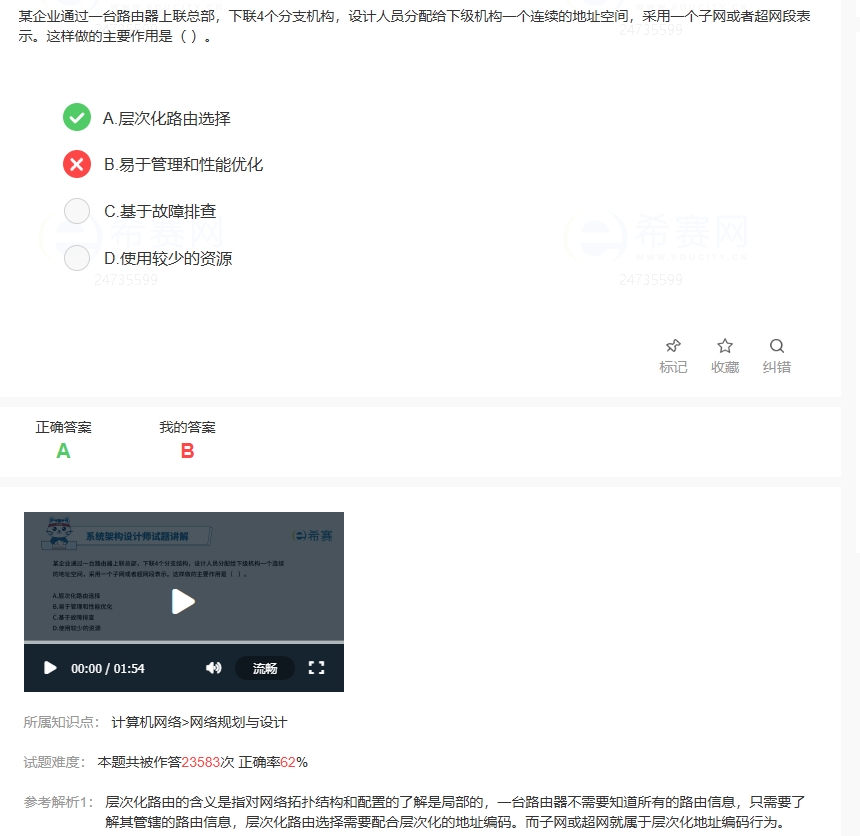 某企业通过一台路由器上联总部，下联4个分支机构，设计人员分配给下级机构一个连续的地址空间，采用一个子网或者超网段表
示。这样做的主要作用是（ ）。
24735599
A.层次化路由选择
B.易于管理和性能优化
C.基于故障排查
希赛网
希赛网
WWW.EDUCITY.CN
D.使用较少的资源
24735599
24735599
标记
收藏
纠错
正确答案
我的答案
A
B
系统架构设计师试题讲解
希赛
某企业通过一台路由器上联总部，下联4个分支结构，设计人员分配给下级机构一个连续
的地址空间，采用一个子网或者超网段表示。这样做的主要作用是（ ）。
A.层次化路由选择
B.易于管理和性能优化
C.基于故障排查
D.使用较少的资源
00:00 / 01:54
流畅
所属知识点： 计算机网络>网络规划与设计
试题难度： 本题共被作答23583次 正确率62%
参考解析1： 层次化路由的含义是指对网络拓扑结构和配置的了解是局部的，一台路由器不需要知道所有的路由信息，只需要了
解其管辖的路由信息，层次化路由选择需要配合层次化的地址编码。而子网或超网就属于层次化地址编码行为。